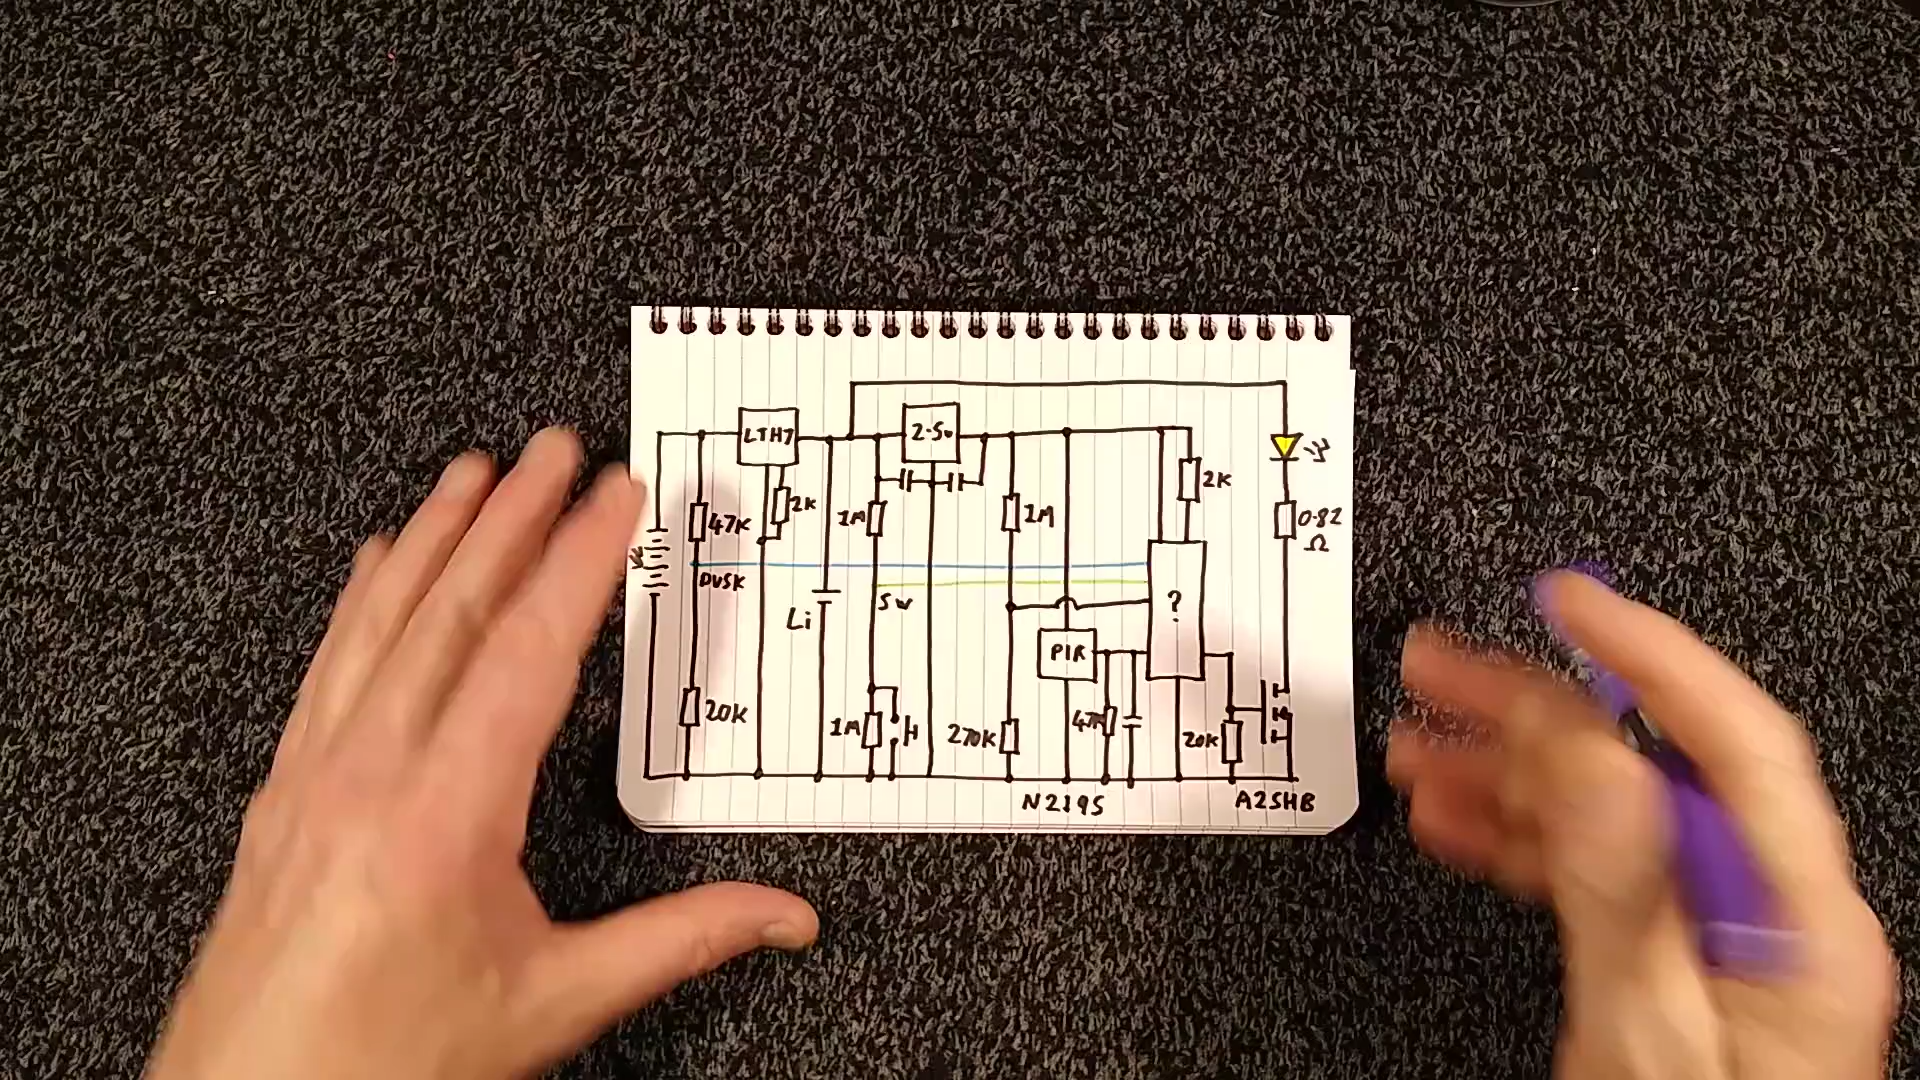 LTH7
2.5v
2K
2K
47K
1M
1M
0.82
Ω
DUSK
SW
Li
?
PIR
20K
1M
270K
47K
20K
N2195
A2SHB